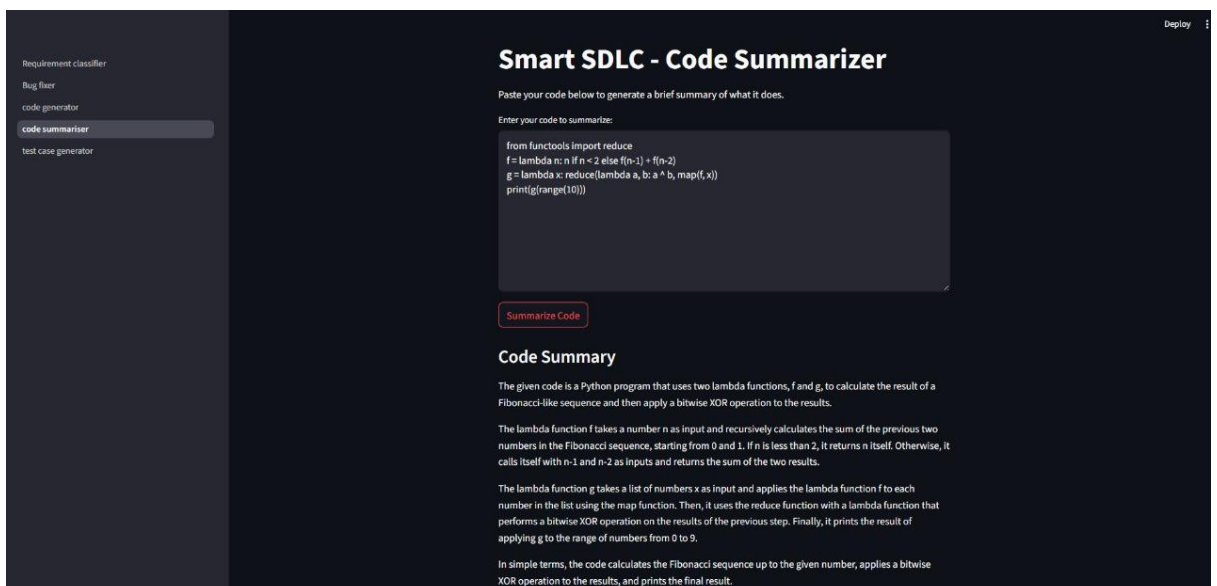 Deploy
Requirement classifier
Bug fixer
code generator
code summariser
test case generator
Smart SDLC - Code Summarizer
Paste your code below to generate a brief summary of what it does.
Enter your code to summarize:
from functools import reduce
f = lambda n: n if n < 2 else f(n-1) + f(n-2)
g = lambda x: reduce(lambda a, b: a ^ b, map(f, x))
print(g(range(10)))
Summarize Code
Code Summary
The given code is a Python program that uses two lambda functions, f and g, to calculate the result of a
Fibonacci-like sequence and then apply a bitwise XOR operation to the results.
The lambda function f takes a number n as input and recursively calculates the sum of the previous two
numbers in the Fibonacci sequence, starting from 0 and 1. If n is less than 2, it returns n itself. Otherwise, it
calls itself with n-1 and n-2 as inputs and returns the sum of the two results.
The lambda function g takes a list of numbers x as input and applies the lambda function f to each
number in the list using the map function. Then, it uses the reduce function with a lambda function that
performs a bitwise XOR operation on the results of the previous step. Finally, it prints the result of
applying g to the range of numbers from 0 to 9.
In simple terms, the code calculates the Fibonacci sequence up to the given number, applies a bitwise
XOR operation to the results, and prints the final result.